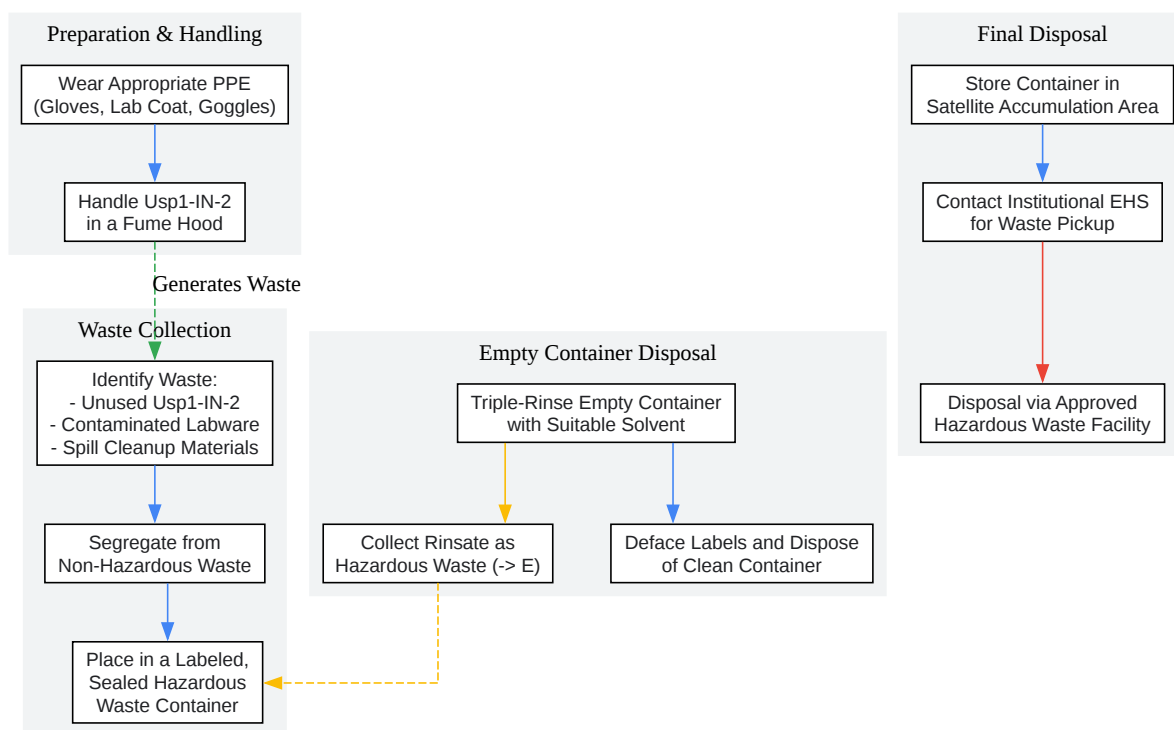 Preparation & Handling
Wear Appropriate PPE
(Gloves, Lab Coat, Goggles)
Handle Usp1-IN-2
in a Fume Hood
Generates Waste
Waste Collection
Identify Waste:
- Unused Usp1-IN-2
- Contaminated Labware
- Spill Cleanup Materials
Segregate from
Non-Hazardous Waste
Place in a Labeled,
Sealed Hazardous
Waste Container
Empty Container Disposal
Triple-Rinse Empty Container
with Suitable Solvent
Collect Rinsate as
Hazardous Waste (-> E)
Deface Labels and Dispose
of Clean Container
Final Disposal
Store Container in
Satellite Accumulation Area
Contact Institutional EHS
for Waste Pickup
Disposal via Approved
Hazardous Waste Facility